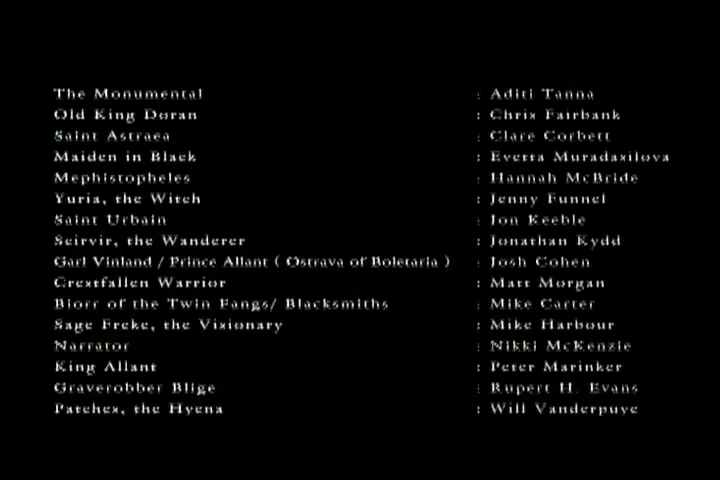 The Monumental : Aditi Tanna
Old King Doran : Chris Fairbank
Saint Astraea : Clare Corbett
Maiden in Black : Evetta Muradasilova
Mephistopheles : Hannah McBride
Yuria, the Witch : Jenny Funnel
Saint Urbain : Jon Keeble
Scirvir, the Wanderer : Jonathan Kydd
Garl Vinland / Prince Allant ( Ostrava of Boletaria ) : Josh Cohen
Crestfallen Warrior : Matt Morgan
Biorr of the Twin Fangs/ Blacksmiths : Mike Carter
Sage Freke, the Visionary : Mike Harbour
Narrator : Nikki McKenzie
King Allant : Peter Marinker
Graverobber Blige : Rupert H. Evans
Patches, the Hyena : Will Vanderpuye